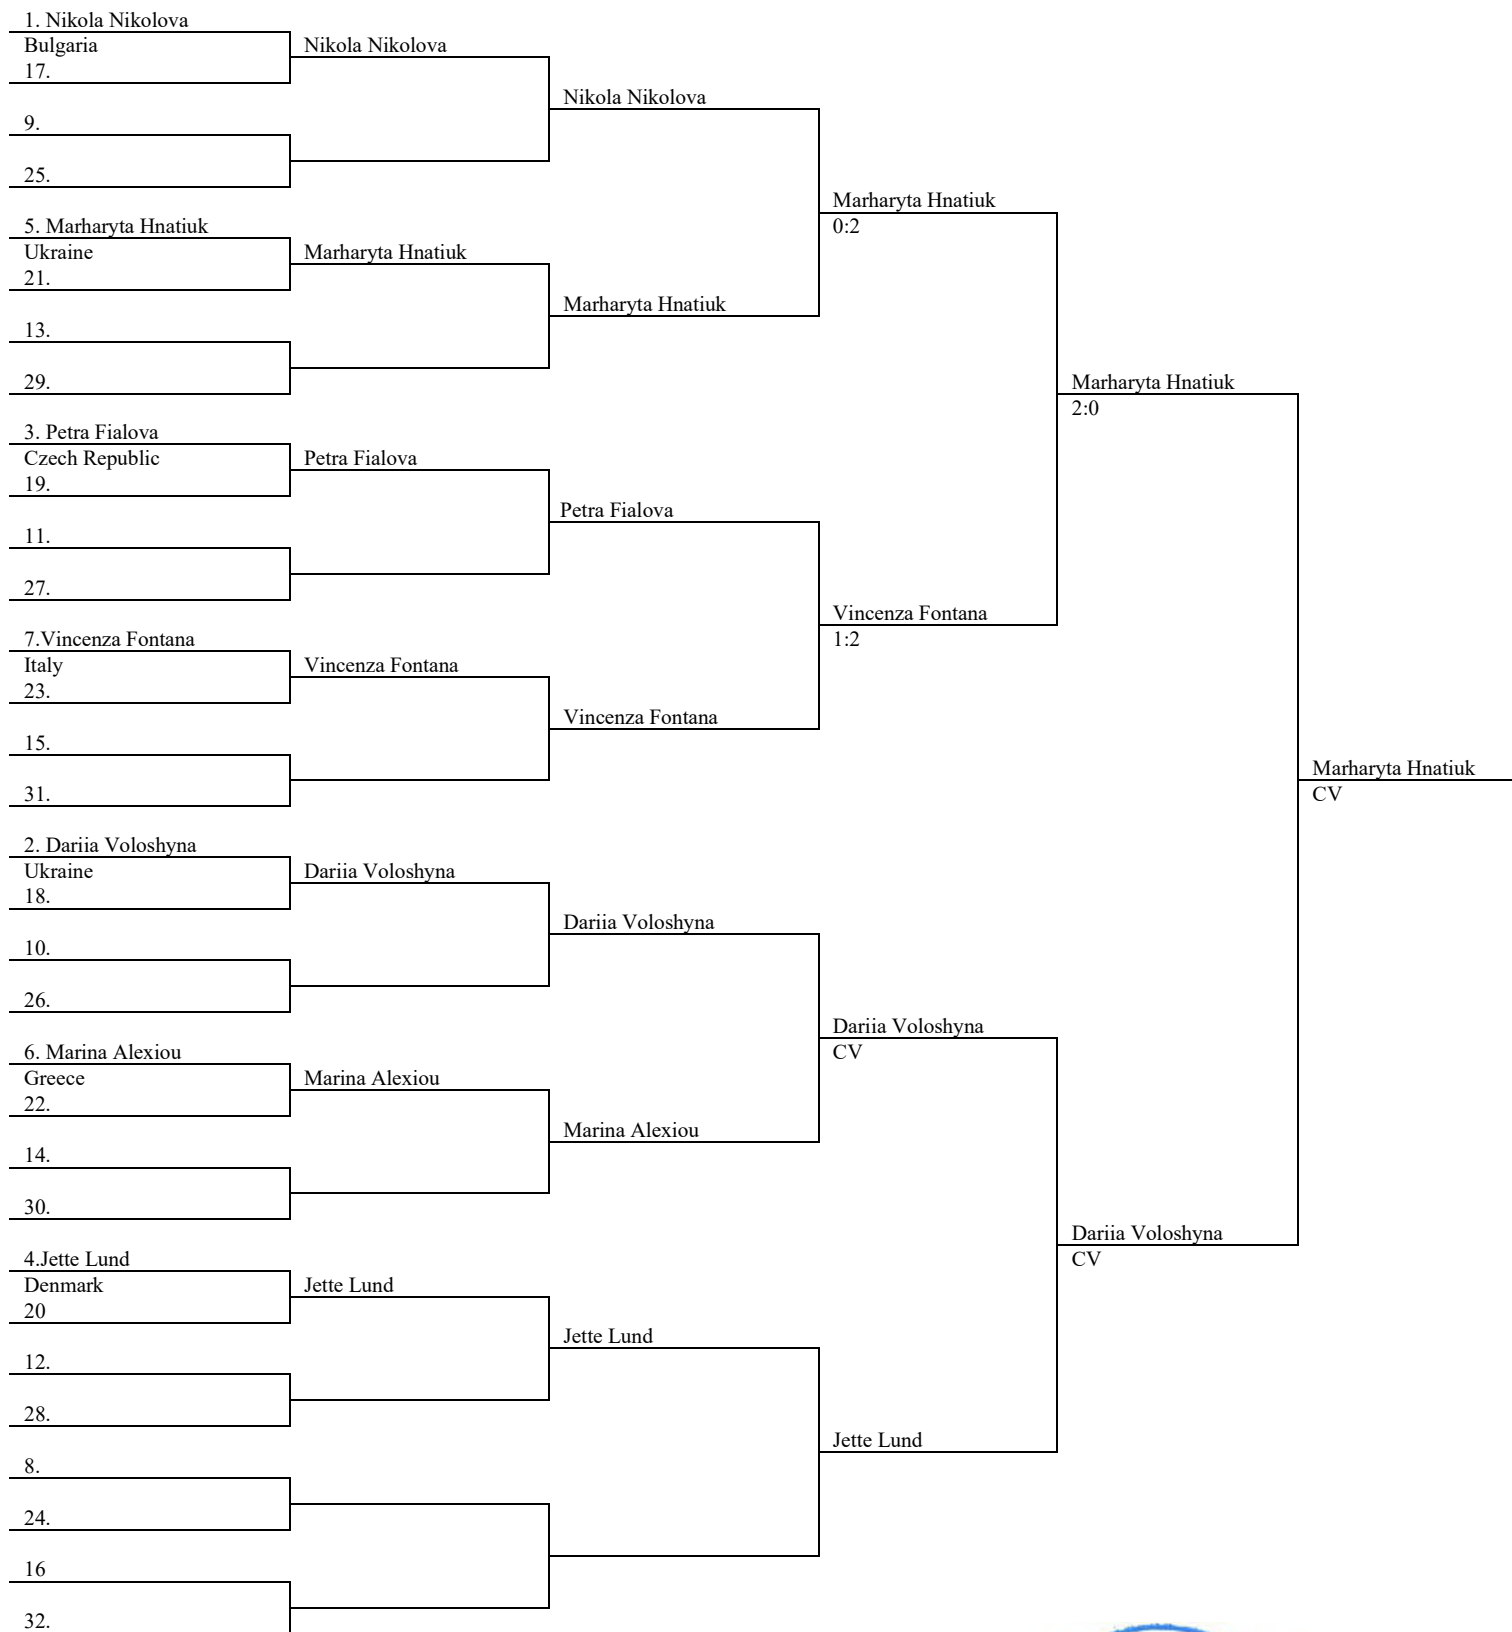 1. Nikola Nikolova
Bulgaria
17.
9.
25.
5. Marharyta Hnatiuk
Ukraine
21.
13.
29.
3. Petra Fialova
Czech Republic
19.
11.
27.
7.Vincenza Fontana
Italy
23.
15.
31.
2. Dariia Voloshyna
Ukraine
18.
10.
26.
6. Marina Alexiou
Greece
22.
14.
30.
4.Jette Lund
Denmark
20
12.
28.
8.
24.
16
32.
Nikola Nikolova
Marharyta Hnatiuk
Petra Fialova
Vincenza Fontana
Dariia Voloshyna
Marina Alexiou
Jette Lund
Nikola Nikolova
Marharyta Hnatiuk
Petra Fialova
Vincenza Fontana
Dariia Voloshyna
Marina Alexiou
Jette Lund
Marharyta Hnatiuk
0:2
Vincenza Fontana
1:2
Dariia Voloshyna
CV
Jette Lund
Marharyta Hnatiuk
2:0
Dariia Voloshyna
CV
Marharyta Hnatiuk
CV